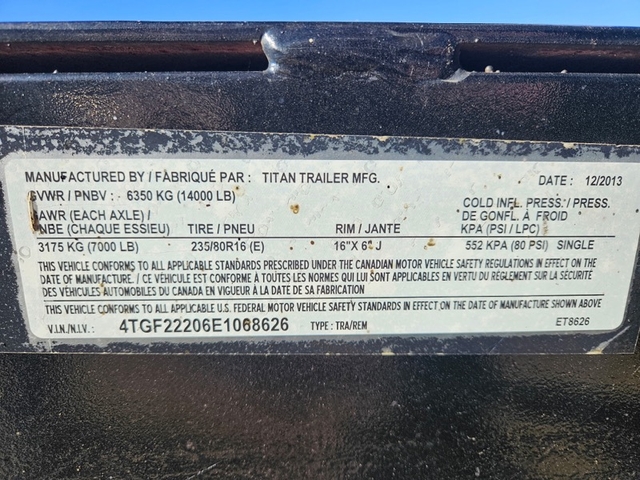 MANUFACTURED BY / FABRIQUÉ PAR : TITAN TRAILER MFG. DATE : 12/2013
GVWR / PNBV : 6350 KG (14000 LB) COLD INFL. PRESS./ PRESS.
GAWR (EACH AXLE) / DE GONFL. À FROID
PNBE (CHAQUE ESSIEU) TIRE / PNEU RIM / JANTE KPA (PSI / LPC)
3175 KG (7000 LB) 235/80R16 (E) 16" X 6" J 552 KPA (80 PSI) SINGLE
THIS VEHICLE CONFORMS TO ALL APPLICABLE STANDARDS PRESCRIBED UNDER THE CANADIAN MOTOR VEHICLE SAFETY REGULATIONS IN EFFECT ON THE
DATE OF MANUFACTURE / CE VÉHICULE EST CONFORME À TOUTES LES NORMES QUI LUI SONT APPLICABLES EN VERTU DU RÉGLEMENT SUR LA SÉCURITÉ
DES VÉHICULES AUTOMOBILES DU CANADA EN VIGUEUR À LA DATE DE SA FABRICATION
THIS VEHICLE CONFORMS TO ALL APPLICABLE U.S. FEDERAL MOTOR VEHICLE SAFETY STANDARDS IN EFFECT ON THE DATE OF MANUFACTURE SHOWN ABOVE
V.I.N./N.I.V. 4TGF22206E1068626 TYPE : TRA/REM ET8626